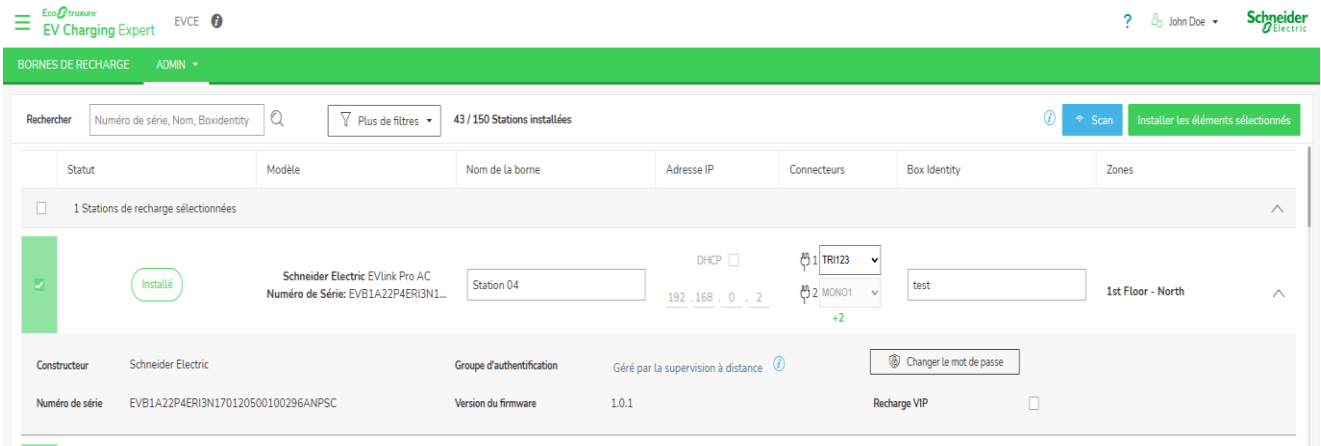 EcoStruxure
EV Charging Expert
EVCE
?
John Doe
Schneider
Electric
BORNES DE RECHARGE
ADMIN
Rechercher
Numéro de série, Nom, Boxidentity
Plus de filtres
43 / 150 Stations installées
i
Scan
Installer les éléments sélectionnés
Statut
Modèle
Nom de la borne
Adresse IP
Connecteurs
Box Identity
Zones
1 Stations de recharge sélectionnées
Installé
Schneider Electric EVlink Pro AC
Numéro de Série: EVB1A22P4ERI3N1...
Station 04
DHCP
192 . 168 . 0 . 2
1 TRI123
2 MONO1
+2
test
1st Floor - North
Constructeur
Schneider Electric
Groupe d'authentification
Géré par la supervision à distance
i
Changer le mot de passe
Numéro de série
EVB1A22P4ERI3N170120500100296ANPSC
Version du firmware
1.0.1
Recharge VIP